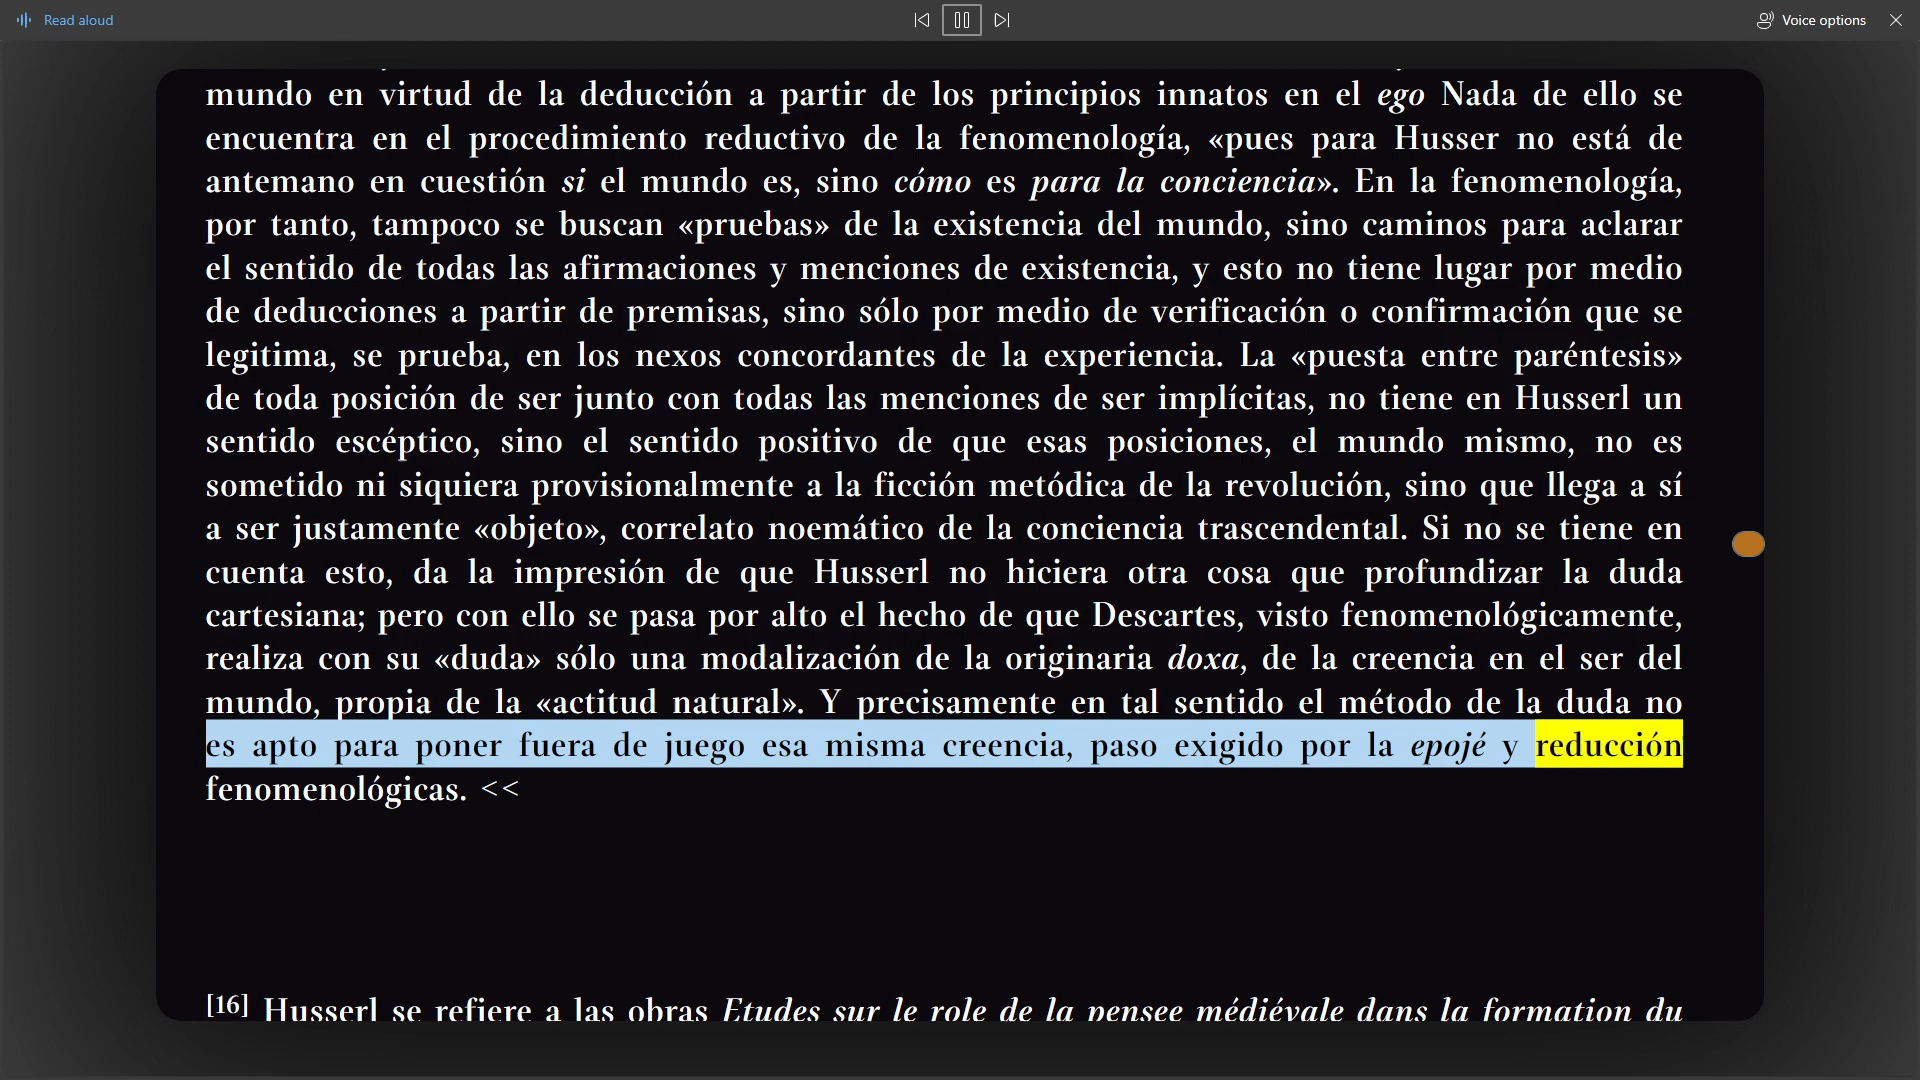 Read aloud
Voice options
mundo en virtud de la deducción a partir de los principios innatos en el ego Nada de ello se
encuentra en el procedimiento reductivo de la fenomenología, «pues para Husser no está de
antemano en cuestión si el mundo es, sino cómo es para la conciencia». En la fenomenología,
por tanto, tampoco se buscan «pruebas» de la existencia del mundo, sino caminos para aclarar
el sentido de todas las afirmaciones y menciones de existencia, y esto no tiene lugar por medio
de deducciones a partir de premisas, sino sólo por medio de verificación o confirmación que se
legitima, se prueba, en los nexos concordantes de la experiencia. La «puesta entre paréntesis»
de toda posición de ser junto con todas las menciones de ser implícitas, no tiene en Husserl un
sentido escéptico, sino el sentido positivo de que esas posiciones, el mundo mismo, no es
sometido ni siquiera provisionalmente a la ficción metódica de la revolución, sino que llega a sí
a ser justamente «objeto», correlato noemático de la conciencia trascendental. Si no se tiene en
cuenta esto, da la impresión de que Husserl no hiciera otra cosa que profundizar la duda
cartesiana; pero con ello se pasa por alto el hecho de que Descartes, visto fenomenológicamente,
realiza con su «duda» sólo una modalización de la originaria doxa, de la creencia en el ser del
mundo, propia de la «actitud natural». Y precisamente en tal sentido el método de la duda no
es apto para poner fuera de juego esa misma creencia, paso exigido por la epojé y reducción
fenomenológicas. <<
[16] Husserl se refiere a las obras Etudes sur le role de la pensee médiévale dans la formation du